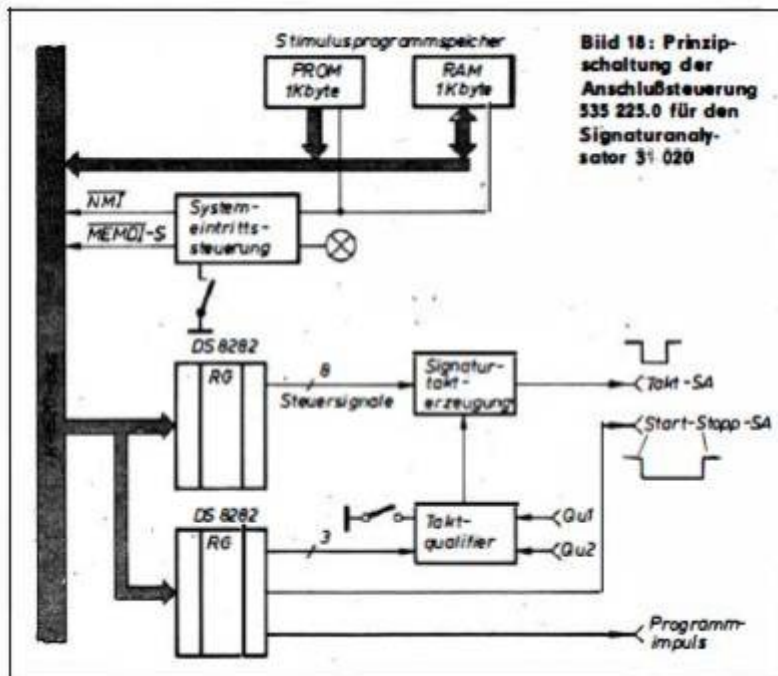 Stimulusprogrammspeicher
PROM
1Kbyte
RAM
1Kbyte
Bild 18: Prinzip-
schaltung der
Anschlußsteuerung
535 225.0 für den
Signaturanaly-
sator 31 020
NMI
MEMDI-S
System-
eintritts-
steuerung
DS 8282
RG
8
Steuersignale
Signatur-
takt-
erzeugung
Takt-SA
Start-Stopp-SA
DS 8282
RG
3
Takt-
qualifier
Qu1
Qu2
Programm-
impuls